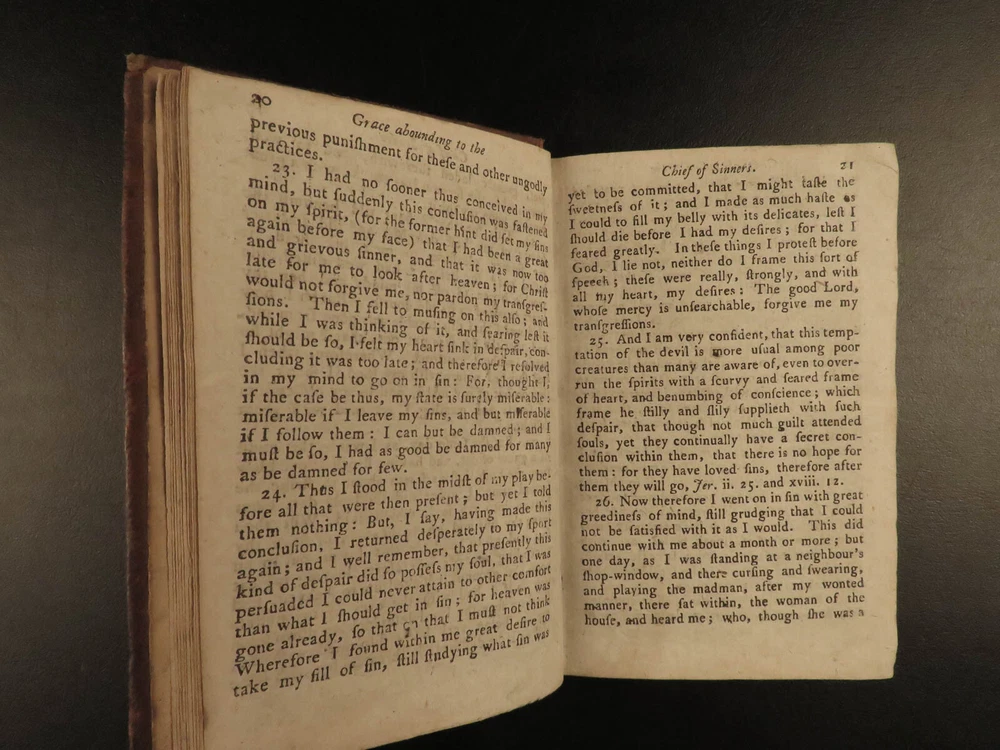 20
Grace abounding to the
previous puniſhment for theſe and other ungodly
practices.
23. I had no ſooner thus conceived in my
mind, but ſuddenly this concluſion was faſtened
on my ſpirit, (for the former hint did ſet my ſins
again before my face) that I had been a great
and grievous ſinner, and that it was now too
late for me to look after heaven; for Chriſt
would not forgive me, nor pardon my tranſgreſ-
ſions. Then I fell to muſing on this alſo; and
while I was thinking of it, and fearing leſt it
ſhould be ſo, I felt my heart ſink in deſpair, con-
cluding it was too late; and therefore I reſolved
in my mind to go on in ſin: For, thought I,
if the caſe be thus, my ſtate is ſurely miſerable:
miſerable if I leave my ſins, and but miſerable
if I follow them: I can but be damned; and I
muſt be ſo, I had as good be damned for many
as be damned for few.
24. Thus I ſtood in the midſt of my play be-
fore all that were then preſent; but yet I told
them nothing: But, I ſay, having made this
concluſion, I returned deſperately to my ſport
again; and I well remember, that preſently this
kind of deſpair did ſo poſſeſs my ſoul, that I was
perſuaded I could never attain to other comfort
than what I ſhould get in ſin; for heaven was
gone already, ſo that on that I muſt not think
Wherefore I found within me great deſire to
take my fill of ſin, ſtill ſtudying what ſin was
Chief of Sinners. 21
yet to be committed, that I might taſte the
ſweetneſs of it; and I made as much haſte as
I could to fill my belly with its delicates, leſt I
ſhould die before I had my deſires; for that I
feared greatly. In theſe things I proteſt before
God, I lie not, neither do I frame this ſort of
ſpeech; theſe were really, ſtrongly, and with
all my heart, my deſires: The good Lord,
whoſe mercy is unſearchable, forgive me my
tranſgreſſions.
25. And I am very confident, that this temp-
tation of the devil is more uſual among poor
creatures than many are aware of, even to over-
run the ſpirits with a ſcurvy and ſeared frame
of heart, and benumbing of conſcience; which
frame he ſtilly and ſlily ſupplieth with ſuch
deſpair, that though not much guilt attended
ſouls, yet they continually have a ſecret con-
cluſion within them, that there is no hope for
them: for they have loved ſins, therefore after
them they will go, Jer. ii. 25. and xviii. 12.
26. Now therefore I went on in ſin with great
greedineſs of mind, ſtill grudging that I could
not be ſatisfied with it as I would. This did
continue with me about a month or more; but
one day, as I was ſtanding at a neighbour's
ſhop-window, and there curſing and ſwearing,
and playing the madman, after my wonted
manner, there ſat within, the woman of the
houſe, and heard me; who, though ſhe was a